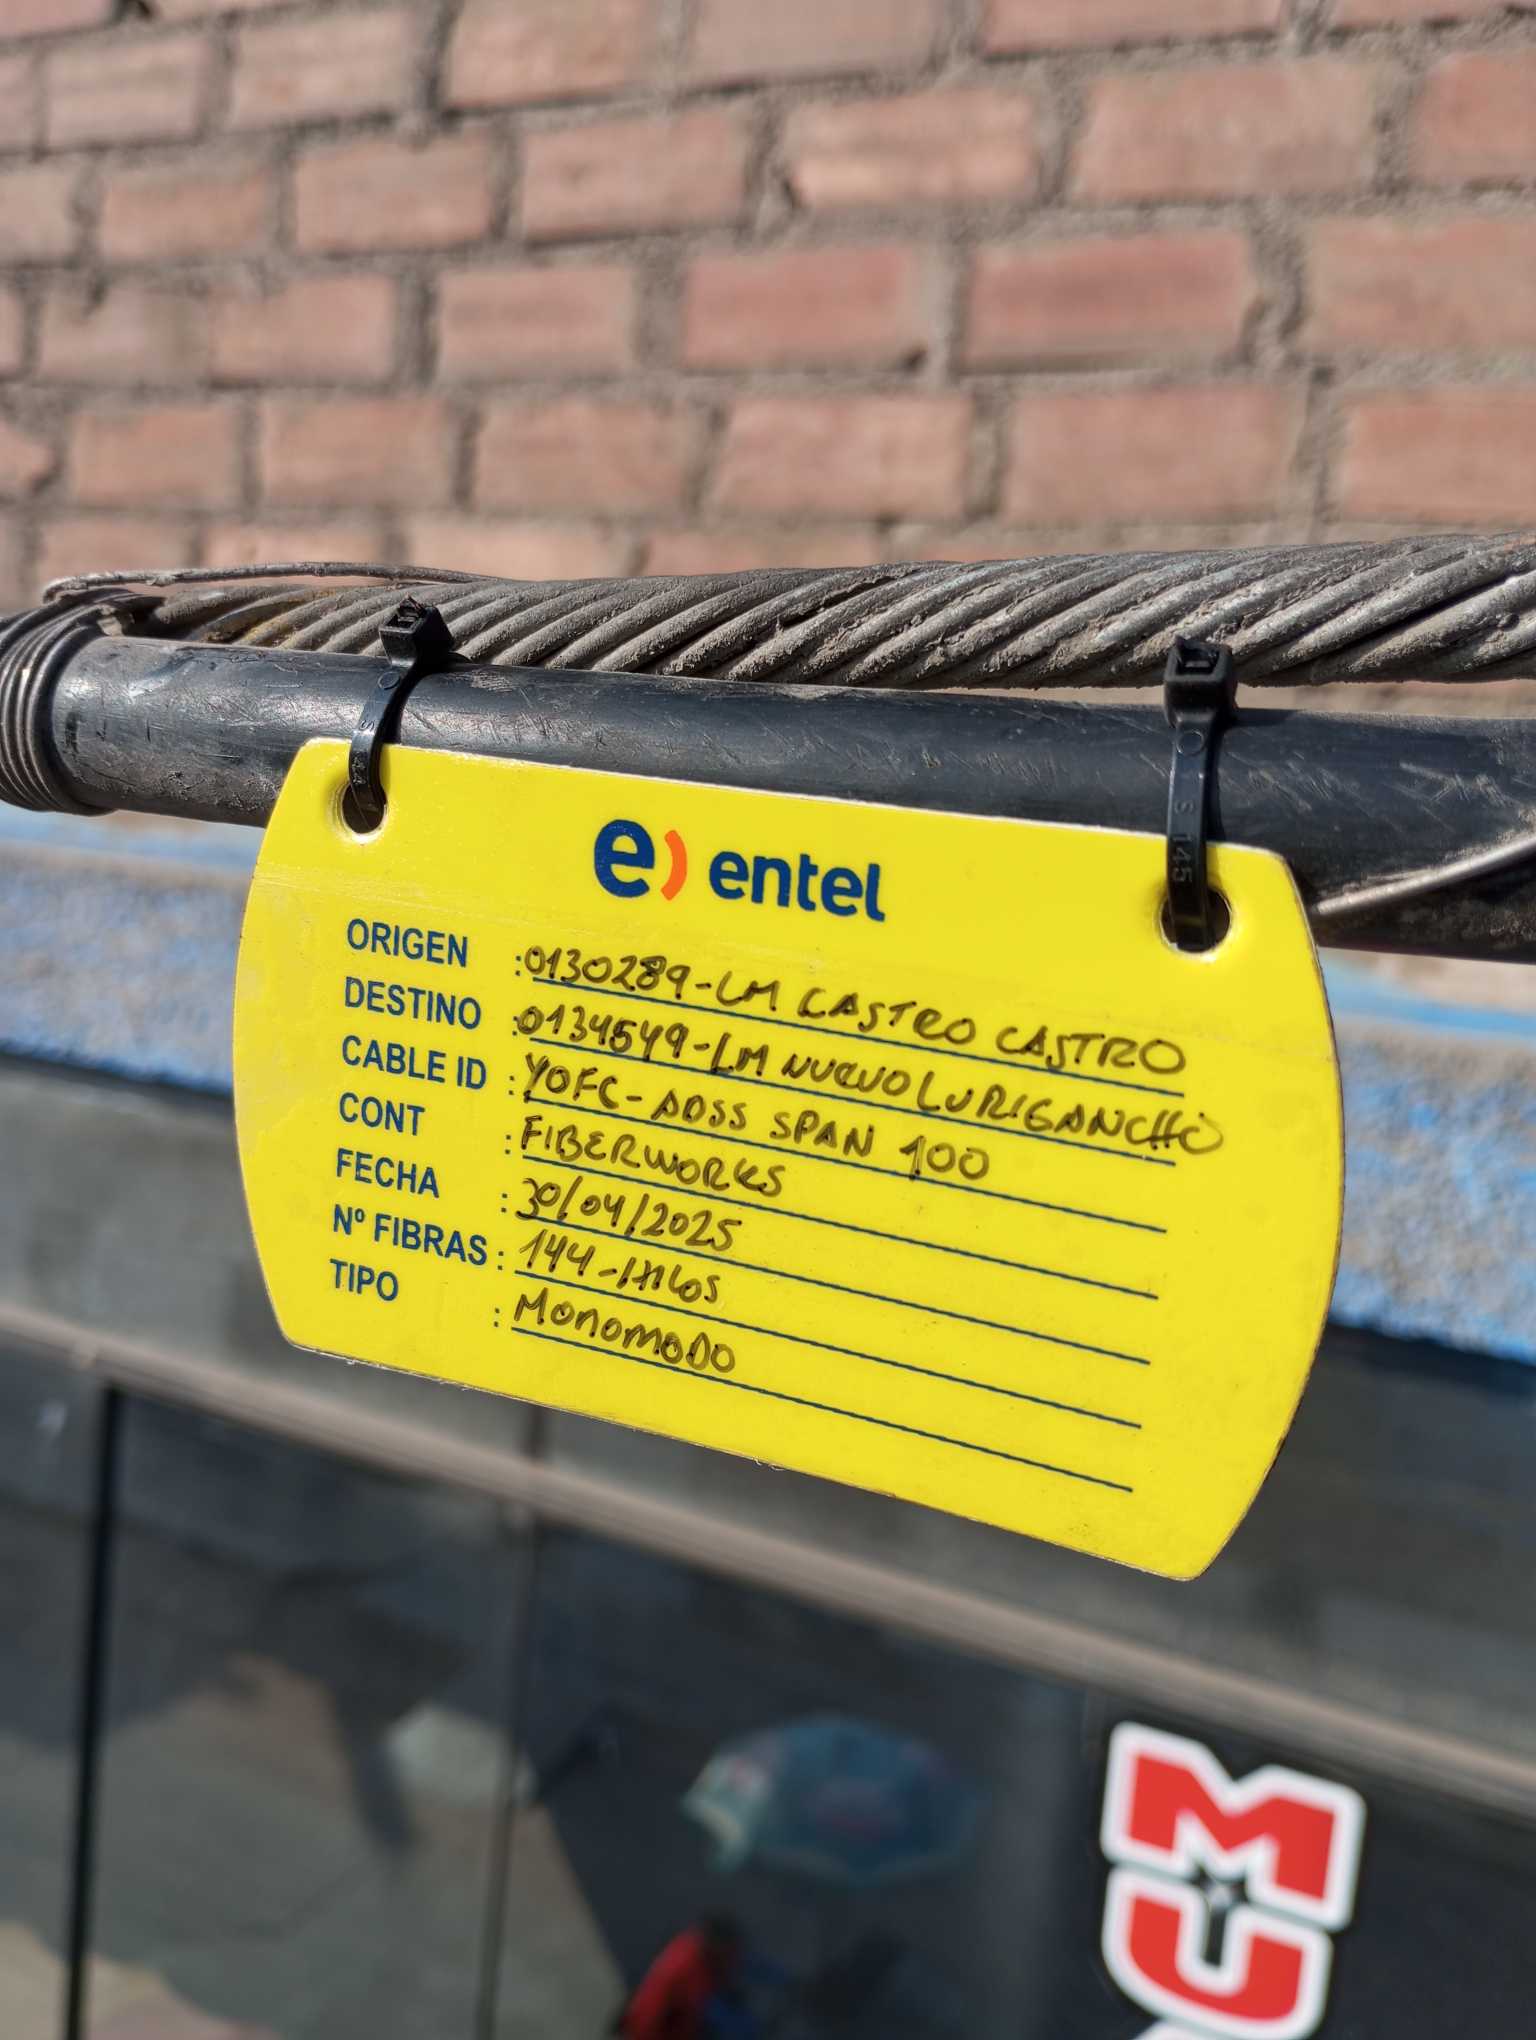 e) entel
ORIGEN : 0130289-LM CASTRO CASTRO
DESTINO : 0134549-LM NUEVO LURIGANCHO
CABLE ID : YOFC-ADSS SPAN 100
CONT : FIBERWORKS
FECHA : 30/04/2025
Nº FIBRAS : 144-HILOS
TIPO : MONOMODO
S 145